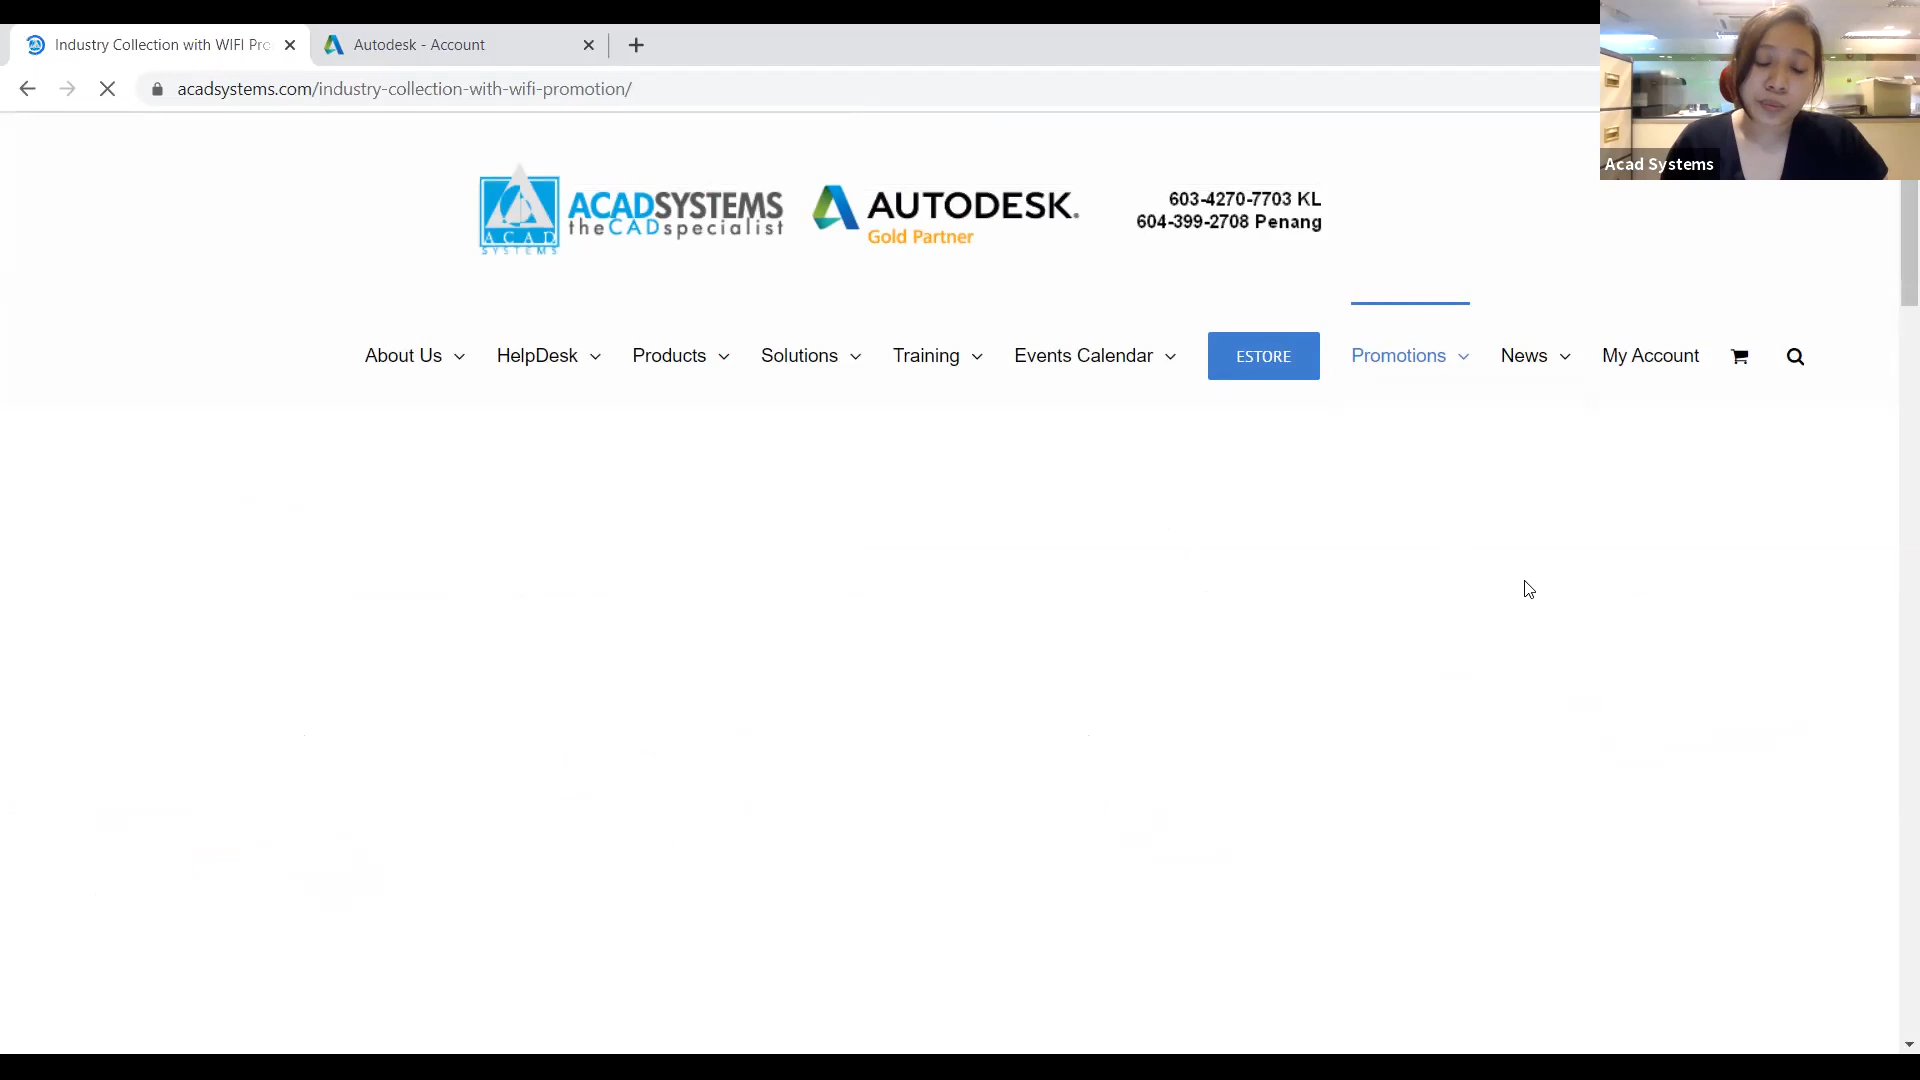 Industry Collection with WIFI Pro
Autodesk - Account
acadsystems.com/industry-collection-with-wifi-promotion/
Acad Systems
ACAD
SYSTEMS
ACADSYSTEMS
theCADspecialist
AUTODESK.
Gold Partner
603-4270-7703 KL
604-399-2708 Penang
About Us
HelpDesk
Products
Solutions
Training
Events Calendar
ESTORE
Promotions
News
My Account